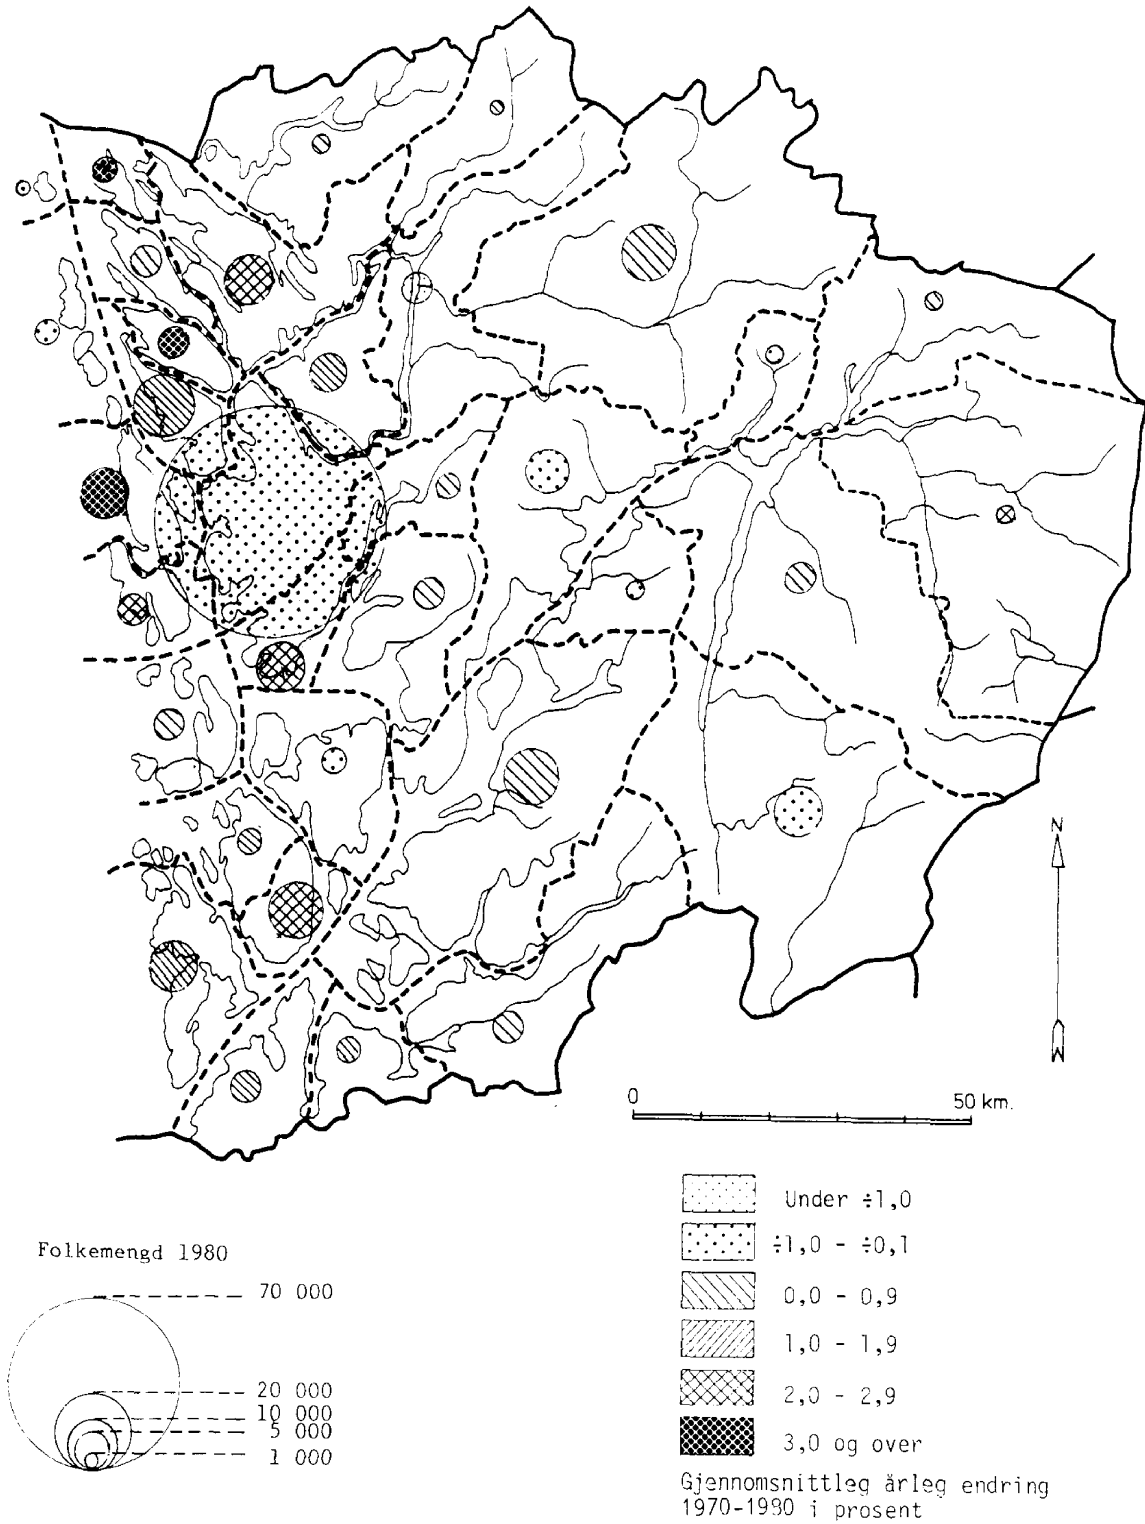 N
0 50 km.
Folkemengd 1980
70 000
20 000
10 000
5 000
1 000
Under ÷1,0
÷1,0 - ÷0,1
0,0 - 0,9
1,0 - 1,9
2,0 - 2,9
3,0 og over
Gjennomsnittleg årleg endring
1970-1980 i prosent